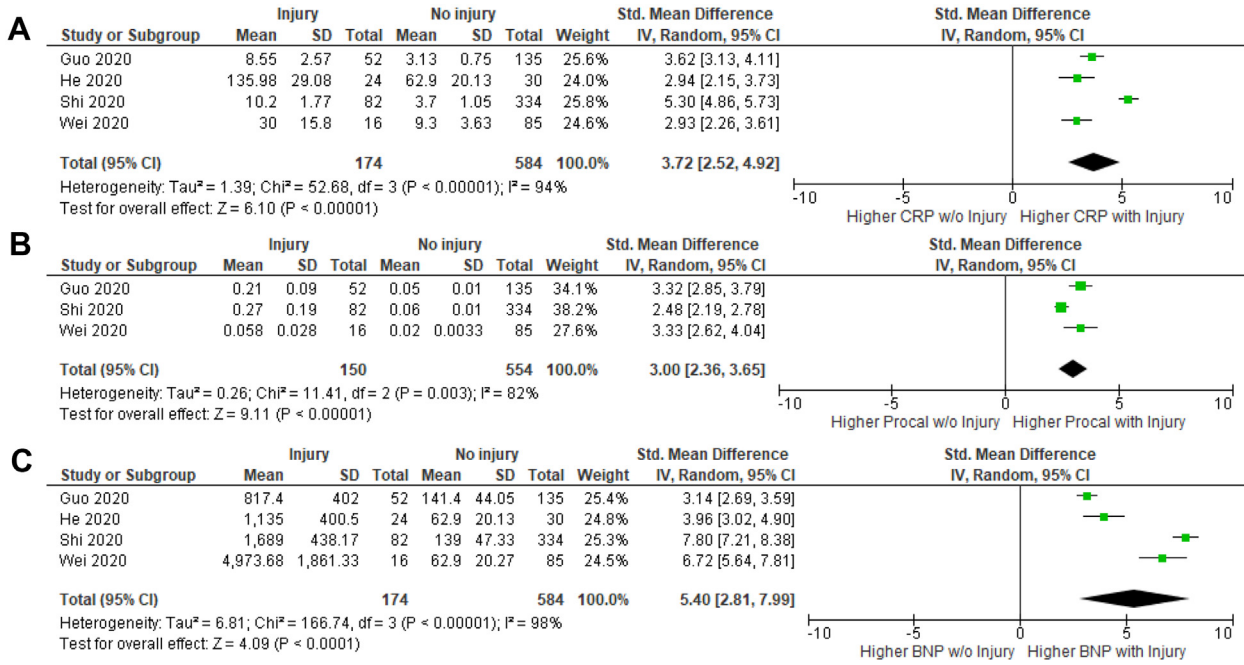 A
Injury No injury Std. Mean Difference Std. Mean Difference
Study or Subgroup Mean SD Total Mean SD Total Weight IV, Random, 95% CI IV, Random, 95% CI
Guo 2020 8.55 2.57 52 3.13 0.75 135 25.6% 3.62 [3.13, 4.11]
He 2020 135.98 29.08 24 62.9 20.13 30 24.0% 2.94 [2.15, 3.73]
Shi 2020 10.2 1.77 82 3.7 1.05 334 25.8% 5.30 [4.86, 5.73]
Wei 2020 30 15.8 16 9.3 3.63 85 24.6% 2.93 [2.26, 3.61]
Total (95% CI) 174 584 100.0% 3.72 [2.52, 4.92]
Heterogeneity: Tau² = 1.39; Chi² = 52.68, df = 3 (P < 0.00001); I² = 94%
Test for overall effect: Z = 6.10 (P < 0.00001)
-10 -5 0 5 10
Higher CRP w/o Injury Higher CRP with Injury
B
Injury No injury Std. Mean Difference Std. Mean Difference
Study or Subgroup Mean SD Total Mean SD Total Weight IV, Random, 95% CI IV, Random, 95% CI
Guo 2020 0.21 0.09 52 0.05 0.01 135 34.1% 3.32 [2.85, 3.79]
Shi 2020 0.27 0.19 82 0.06 0.01 334 38.2% 2.48 [2.19, 2.78]
Wei 2020 0.058 0.028 16 0.02 0.0033 85 27.6% 3.33 [2.62, 4.04]
Total (95% CI) 150 554 100.0% 3.00 [2.36, 3.65]
Heterogeneity: Tau² = 0.26; Chi² = 11.41, df = 2 (P = 0.003); I² = 82%
Test for overall effect: Z = 9.11 (P < 0.00001)
-10 -5 0 5 10
Higher Procal w/o Injury Higher Procal with Injury
C
Injury No injury Std. Mean Difference Std. Mean Difference
Study or Subgroup Mean SD Total Mean SD Total Weight IV, Random, 95% CI IV, Random, 95% CI
Guo 2020 817.4 402 52 141.4 44.05 135 25.4% 3.14 [2.69, 3.59]
He 2020 1,135 400.5 24 62.9 20.13 30 24.8% 3.96 [3.02, 4.90]
Shi 2020 1,689 438.17 82 139 47.33 334 25.3% 7.80 [7.21, 8.38]
Wei 2020 4,973.68 1,861.33 16 62.9 20.27 85 24.5% 6.72 [5.64, 7.81]
Total (95% CI) 174 584 100.0% 5.40 [2.81, 7.99]
Heterogeneity: Tau² = 6.81; Chi² = 166.74, df = 3 (P < 0.00001); I² = 98%
Test for overall effect: Z = 4.09 (P < 0.0001)
-10 -5 0 5 10
Higher BNP w/o Injury Higher BNP with Injury